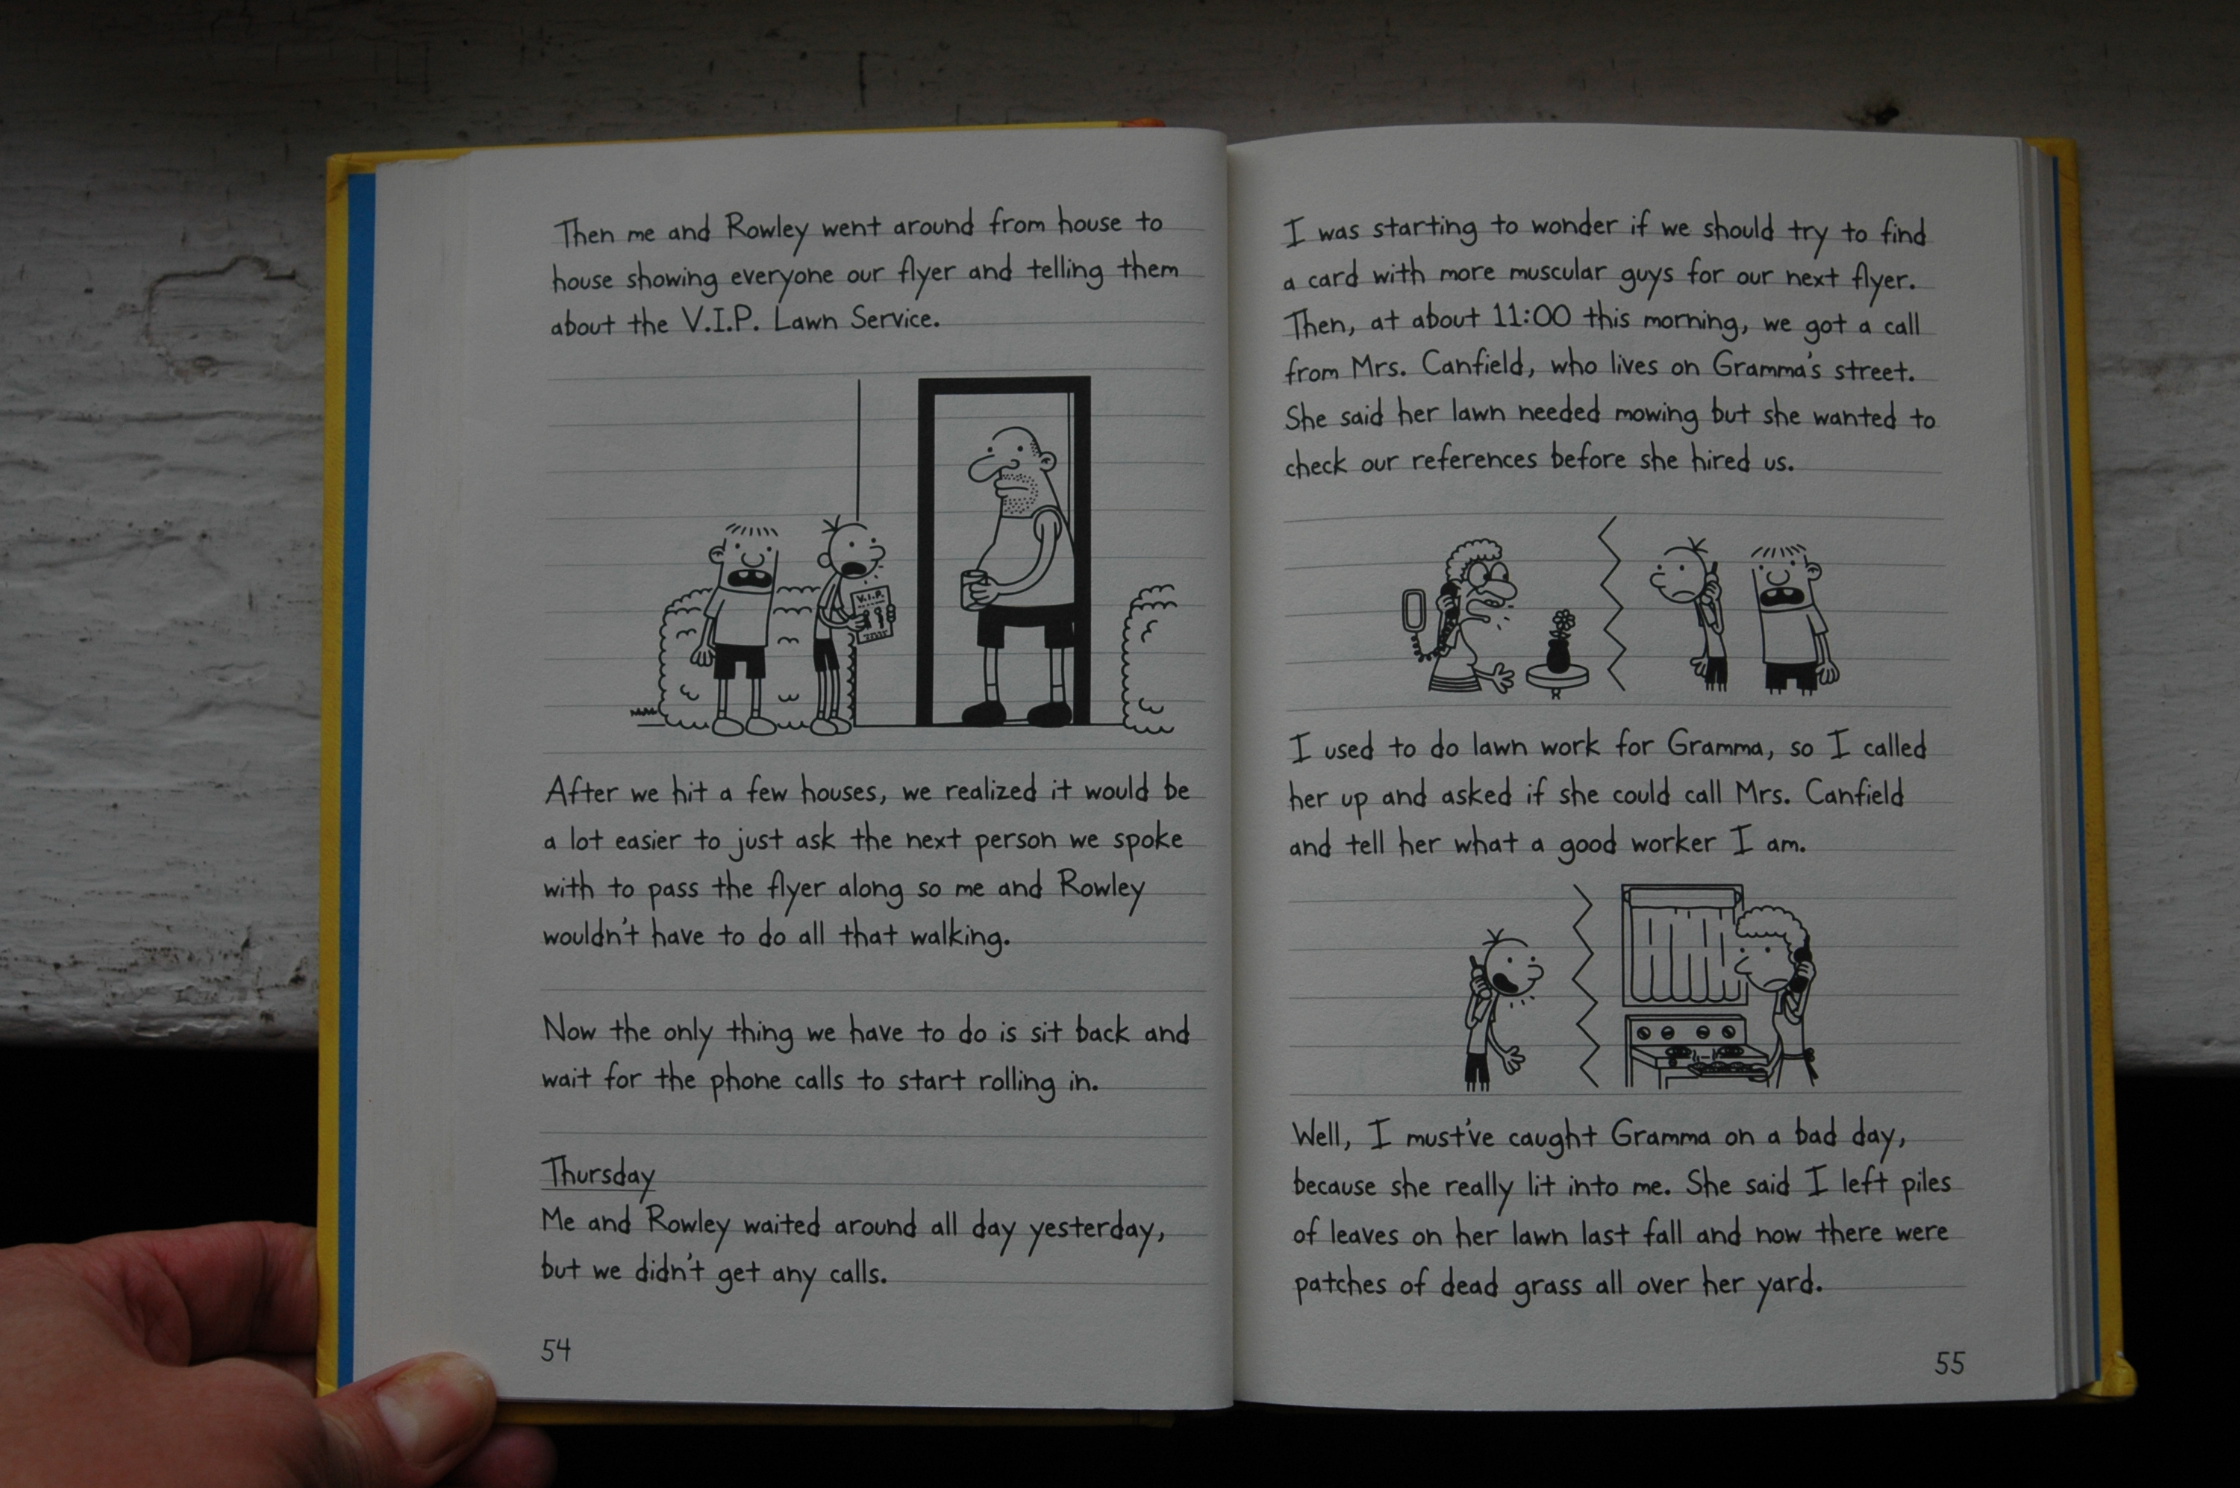 Then me and Rowley went around from house to
house showing everyone our flyer and telling them
about the V.I.P. Lawn Service.
V.I.P.
After we hit a few houses, we realized it would be
a lot easier to just ask the next person we spoke
with to pass the flyer along so me and Rowley
wouldn't have to do all that walking.
Now the only thing we have to do is sit back and
wait for the phone calls to start rolling in.
Thursday
Me and Rowley waited around all day yesterday,
but we didn't get any calls.
54
I was starting to wonder if we should try to find
a card with more muscular guys for our next flyer.
Then, at about 11:00 this morning, we got a call
from Mrs. Canfield, who lives on Gramma's street.
She said her lawn needed mowing but she wanted to
check our references before she hired us.
I used to do lawn work for Gramma, so I called
her up and asked if she could call Mrs. Canfield
and tell her what a good worker I am.
Well, I must've caught Gramma on a bad day,
because she really lit into me. She said I left piles
of leaves on her lawn last fall and now there were
patches of dead grass all over her yard.
55